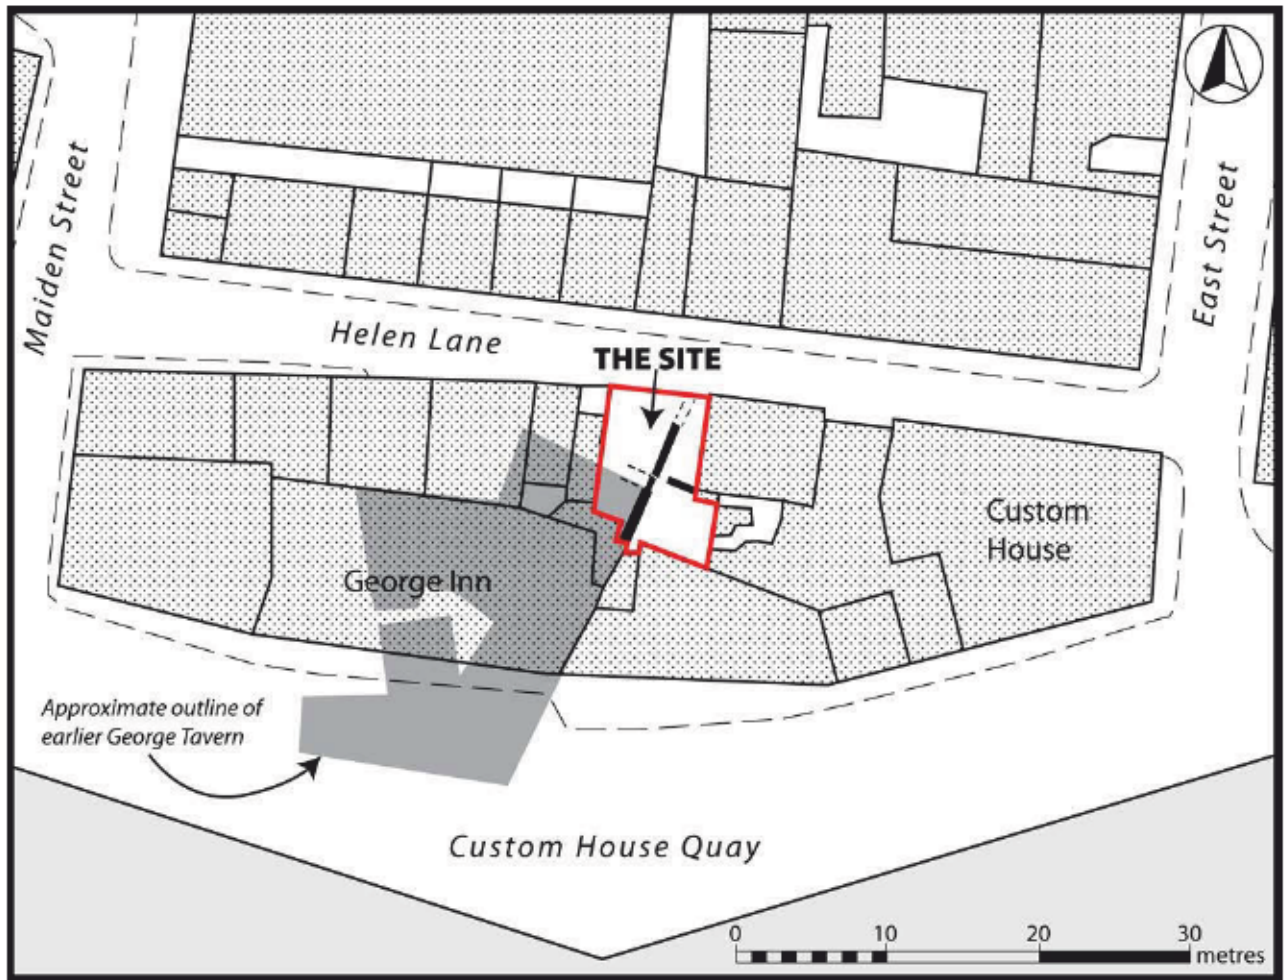 Maiden Street
East Street
Helen Lane
THE SITE
Custom
House
George Inn
Approximate outline of
earlier George Tavern
Custom House Quay
0 10 20 30
metres